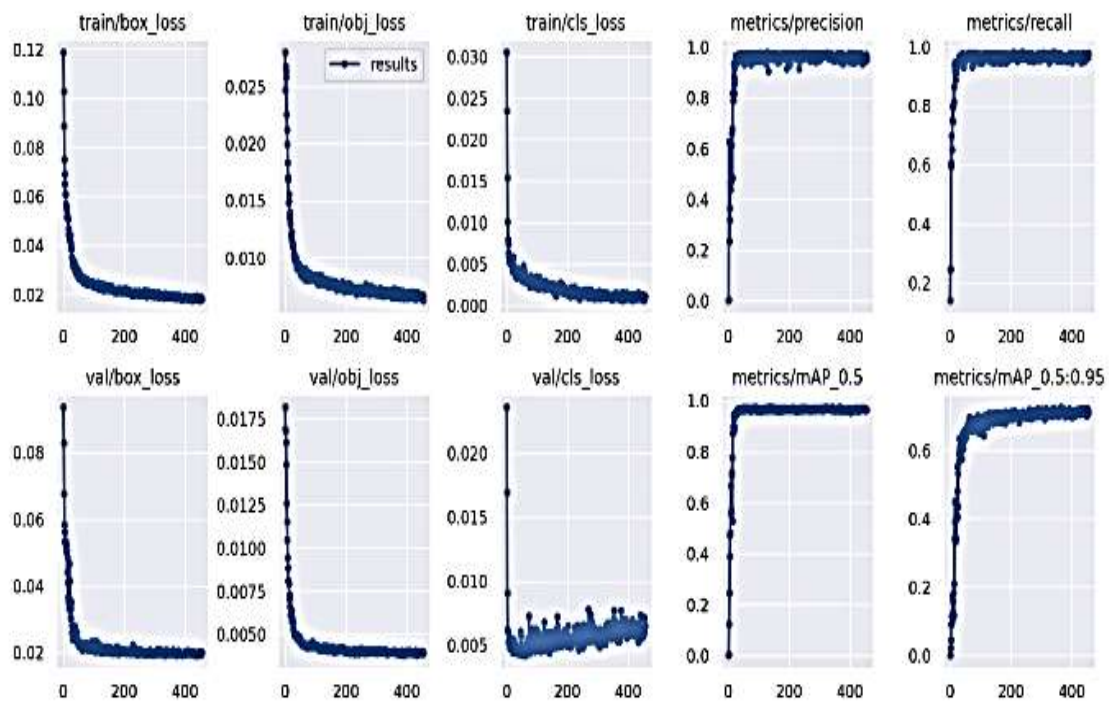 train/box_loss
train/obj_loss
train/cls_loss
metrics/precision
metrics/recall
0.12
0.10
0.08
0.06
0.04
0.02
0 200 400
results
0.025
0.020
0.015
0.010
0 200 400
0.030
0.025
0.020
0.015
0.010
0.005
0.000
0 200 400
1.0
0.8
0.6
0.4
0.2
0.0
0 200 400
1.0
0.8
0.6
0.4
0.2
0 200 400
val/box_loss
val/obj_loss
val/cls_loss
metrics/mAP_0.5
metrics/mAP_0.5:0.95
0.08
0.06
0.04
0.02
0 200 400
0.0175
0.0150
0.0125
0.0100
0.0075
0.0050
0 200 400
0.020
0.015
0.010
0.005
0 200 400
1.0
0.8
0.6
0.4
0.2
0.0
0 200 400
0.6
0.4
0.2
0.0
0 200 400